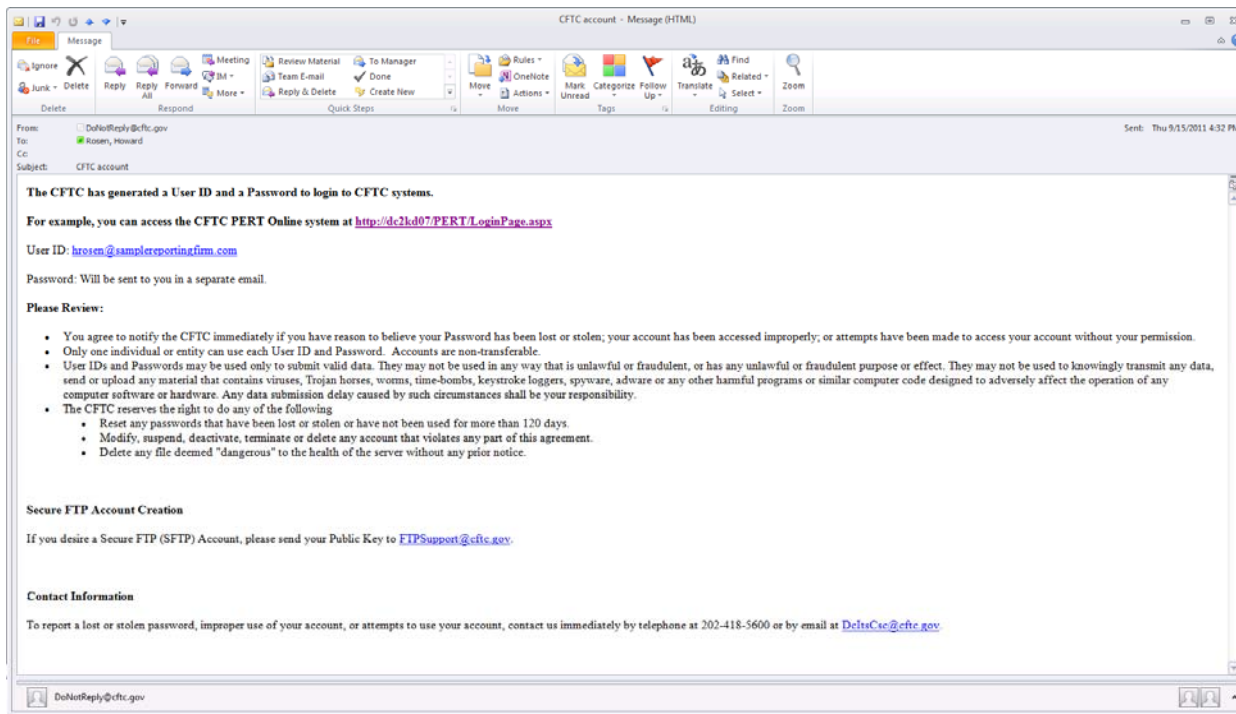 CFTC account - Message (HTML)
File Message
Ignore
Junk
Delete
Reply
Reply All
Forward
Meeting
IM
More
Delete
Respond
Review Material
Team E-mail
Reply & Delete
To Manager
Done
Create New
Quick Steps
Move
Rules
OneNote
Actions
Move
Mark Unread
Categorize
Follow Up
Tags
Translate
Find
Related
Select
Editing
Zoom
Zoom
From: DoNotReply@cftc.gov Sent: Thu 9/15/2011 4:32 PM
To: Rosen, Howard
Cc:
Subject: CFTC account
The CFTC has generated a User ID and a Password to login to CFTC systems.
For example, you can access the CFTC PERT Online system at http://dc2kd07/PERT/LoginPage.aspx
User ID: hrosen@samplereportingfirm.com
Password: Will be sent to you in a separate email.
Please Review:
• You agree to notify the CFTC immediately if you have reason to believe your Password has been lost or stolen; your account has been accessed improperly; or attempts have been made to access your account without your permission.
• Only one individual or entity can use each User ID and Password. Accounts are non-transferable.
• User IDs and Passwords may be used only to submit valid data. They may not be used in any way that is unlawful or fraudulent, or has any unlawful or fraudulent purpose or effect. They may not be used to knowingly transmit any data,
send or upload any material that contains viruses, Trojan horses, worms, time-bombs, keystroke loggers, spyware, adware or any other harmful programs or similar computer code designed to adversely affect the operation of any
computer software or hardware. Any data submission delay caused by such circumstances shall be your responsibility.
• The CFTC reserves the right to do any of the following
• Reset any passwords that have been lost or stolen or have not been used for more than 120 days.
• Modify, suspend, deactivate, terminate or delete any account that violates any part of this agreement.
• Delete any file deemed "dangerous" to the health of the server without any prior notice.
Secure FTP Account Creation
If you desire a Secure FTP (SFTP) Account, please send your Public Key to FTPSupport@cftc.gov.
Contact Information
To report a lost or stolen password, improper use of your account, or attempts to use your account, contact us immediately by telephone at 202-418-5600 or by email at DeItsCsc@cftc.gov.
DoNotReply@cftc.gov